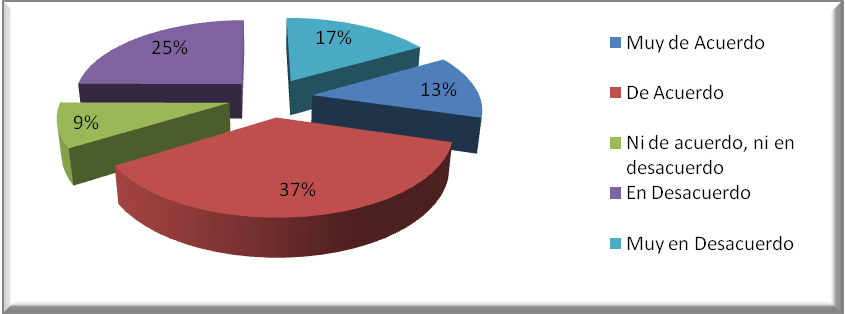 25%
17%
13%
9%
37%
Muy de Acuerdo
De Acuerdo
Ni de acuerdo, ni en
desacuerdo
En Desacuerdo
Muy en Desacuerdo